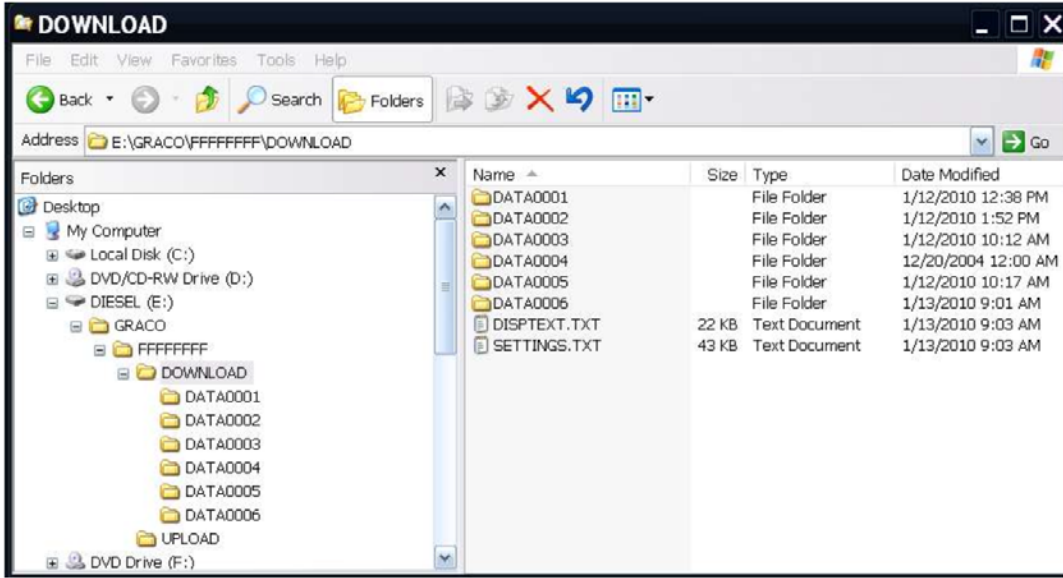 DOWNLOAD
File Edit View Favorites Tools Help
Back Search Folders
Address E:\GRACO\FFFFFFFF\DOWNLOAD Go
Folders
Desktop
My Computer
Local Disk (C:)
DVD/CD-RW Drive (D:)
DIESEL (E:)
GRACO
FFFFFFFF
DOWNLOAD
DATA0001
DATA0002
DATA0003
DATA0004
DATA0005
DATA0006
UPLOAD
DVD Drive (F:)
Name Size Type Date Modified
DATA0001 File Folder 1/12/2010 12:38 PM
DATA0002 File Folder 1/12/2010 1:52 PM
DATA0003 File Folder 1/12/2010 10:12 AM
DATA0004 File Folder 12/20/2004 12:00 AM
DATA0005 File Folder 1/12/2010 10:17 AM
DATA0006 File Folder 1/13/2010 9:01 AM
DISPTEXT.TXT 22 KB Text Document 1/13/2010 9:03 AM
SETTINGS.TXT 43 KB Text Document 1/13/2010 9:03 AM